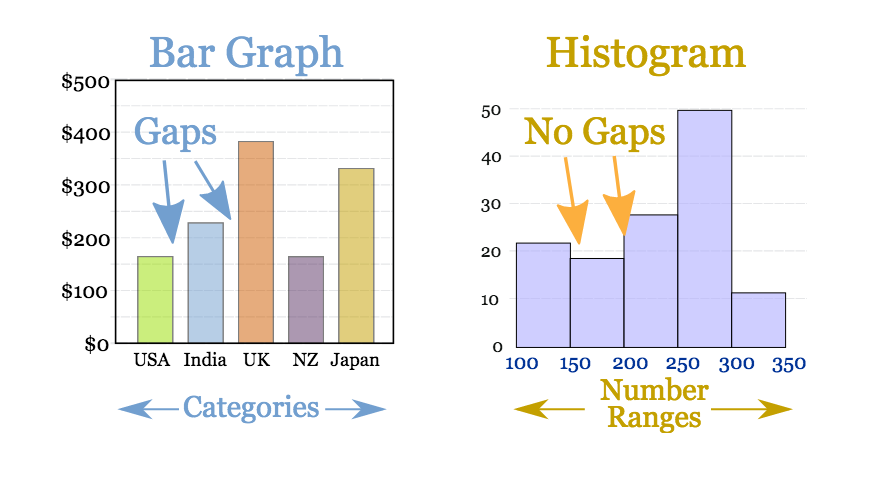 Bar Graph
$500
$400
$300
$200
$100
$0
Gaps
USA India UK NZ Japan
Categories
Histogram
50
40
30
20
10
0
No Gaps
100 150 200 250 300 350
Number
Ranges